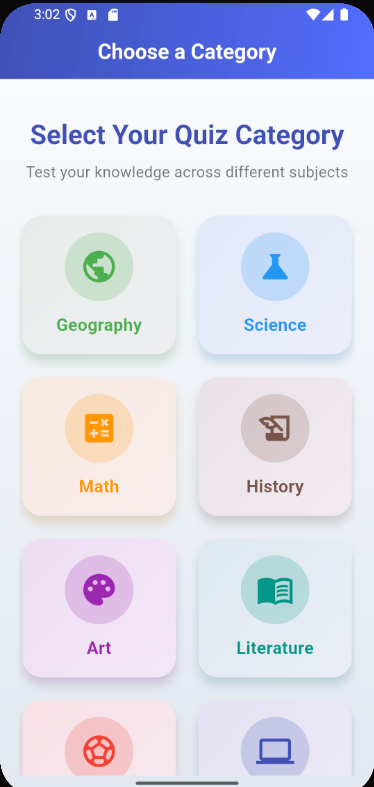 3:02
Choose a Category
Select Your Quiz Category
Test your knowledge across different subjects
Geography
Science
Math
History
Art
Literature